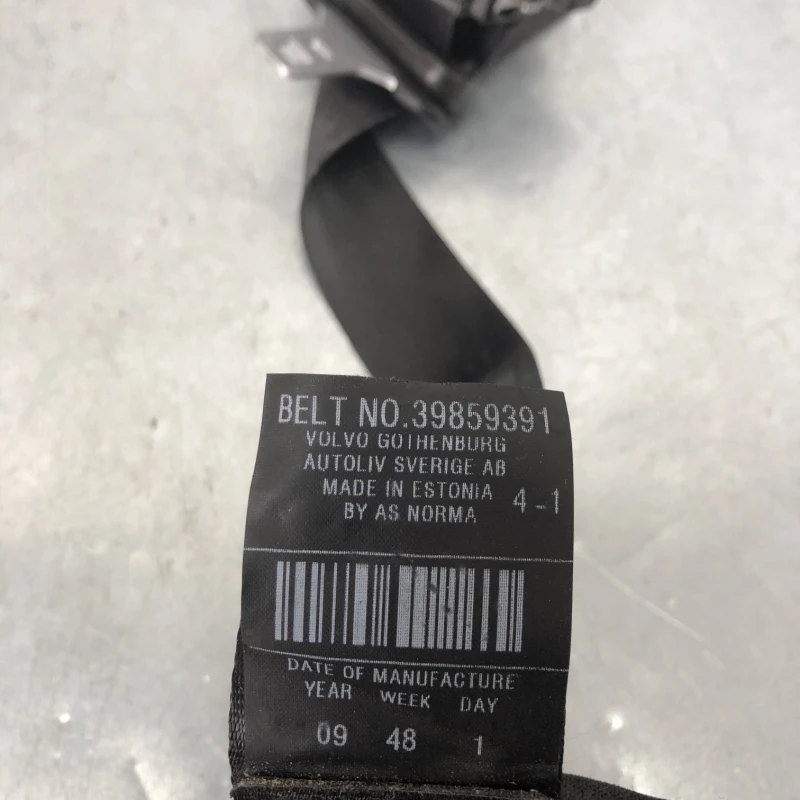 BELT NO.39859391
VOLVO GOTHENBURG
AUTOLIV SVERIGE AB
MADE IN ESTONIA 4-1
BY AS NORMA
DATE OF MANUFACTURE
YEAR WEEK DAY
09 48 1